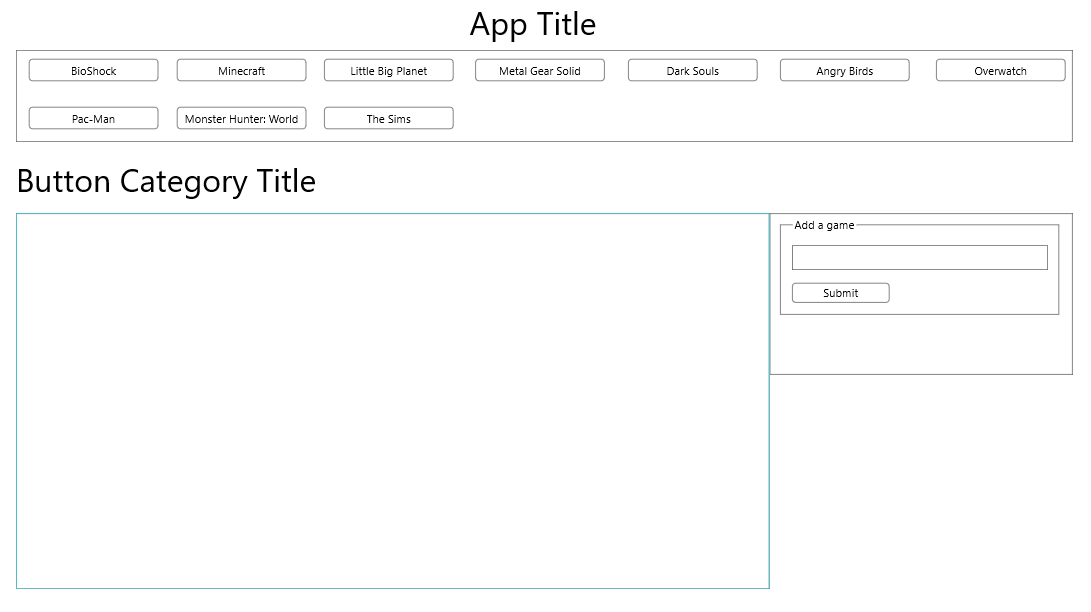 App Title
BioShock Minecraft Little Big Planet Metal Gear Solid Dark Souls Angry Birds Overwatch
Pac-Man Monster Hunter: World The Sims
Button Category Title
Add a game
Submit